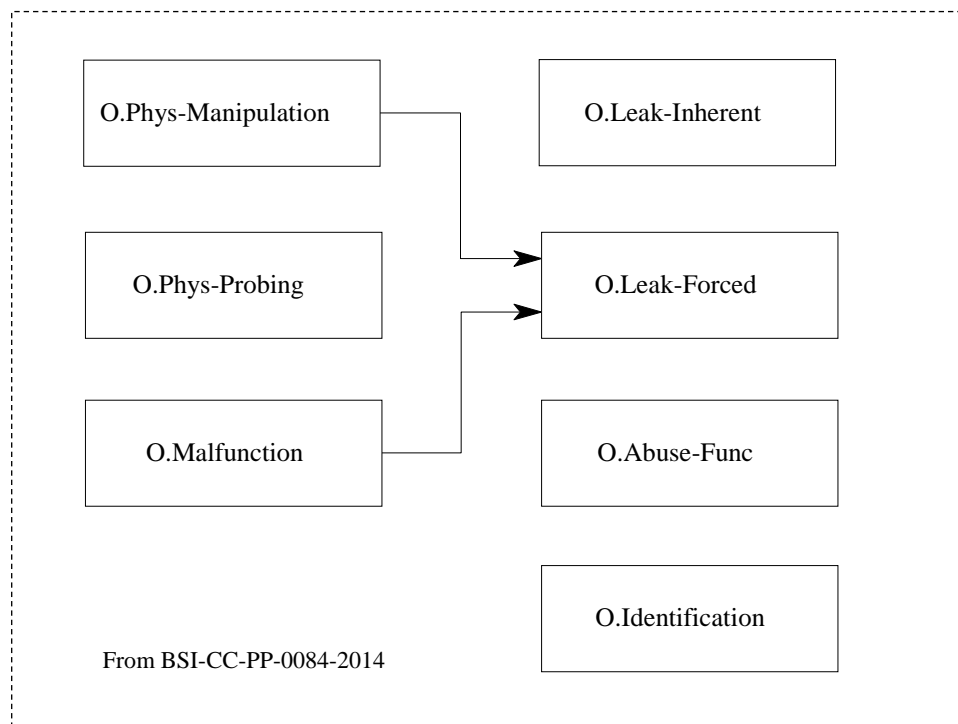 O.Phys-Manipulation
O.Leak-Inherent
O.Phys-Probing
O.Leak-Forced
O.Malfunction
O.Abuse-Func
O.Identification
From BSI-CC-PP-0084-2014